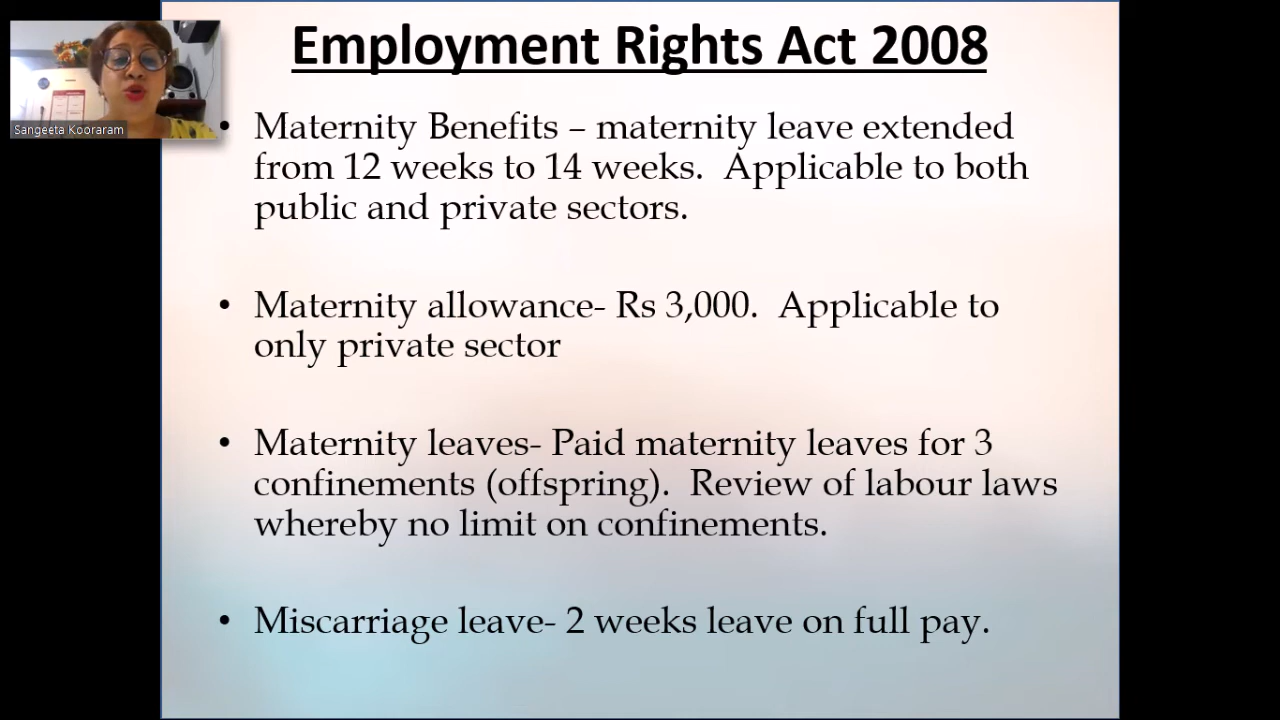 Employment Rights Act 2008
Sangeeta Kooraram
• Maternity Benefits – maternity leave extended
from 12 weeks to 14 weeks.  Applicable to both
public and private sectors.
• Maternity allowance- Rs 3,000.  Applicable to
only private sector
• Maternity leaves- Paid maternity leaves for 3
confinements (offspring).  Review of labour laws
whereby no limit on confinements.
• Miscarriage leave- 2 weeks leave on full pay.